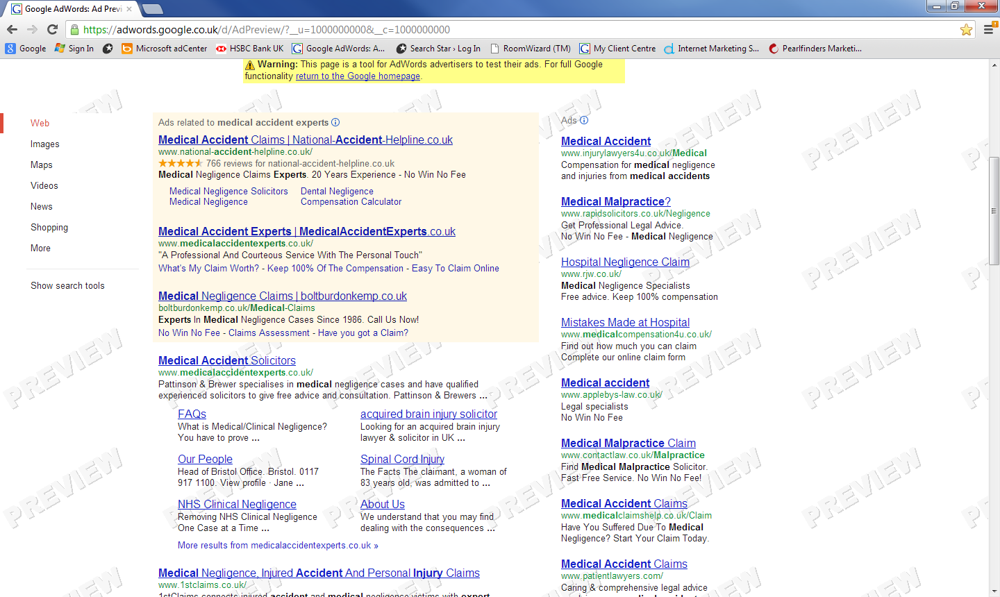 Google AdWords: Ad Previ
https://adwords.google.co.uk/d/AdPreview/?__u=1000000000&__c=1000000000
Google Sign In Microsoft adCenter HSBC Bank UK Google AdWords: A... Search Star › Log In RoomWizard (TM) My Client Centre Internet Marketing S... Pearlfinders Marketi...
Warning: This page is a tool for AdWords advertisers to test their ads. For full Google
functionality return to the Google homepage.
Web
Images
Maps
Videos
News
Shopping
More
Show search tools
Ads related to medical accident experts
Medical Accident Claims | National-Accident-Helpline.co.uk
www.national-accident-helpline.co.uk/
766 reviews for national-accident-helpline.co.uk
Medical Negligence Claims Experts. 20 Years Experience - No Win No Fee
Medical Negligence Solicitors Dental Negligence
Medical Negligence Compensation Calculator
Medical Accident Experts | MedicalAccidentExperts.co.uk
www.medicalaccidentexperts.co.uk/
"A Professional And Courteous Service With The Personal Touch"
What's My Claim Worth? - Keep 100% Of The Compensation - Easy To Claim Online
Medical Negligence Claims | boltburdonkemp.co.uk
boltburdonkemp.co.uk/Medical-Claims
Experts In Medical Negligence Cases Since 1986. Call Us Now!
No Win No Fee - Claims Assessment - Have you got a Claim?
Medical Accident Solicitors
www.medicalaccidentexperts.co.uk/
Pattinson & Brewer specialises in medical negligence cases and have qualified
experienced solicitors to give free advice and consultation. Pattinson & Brewers ...
FAQs
What is Medical/Clinical Negligence?
You have to prove ...
acquired brain injury solicitor
Looking for an acquired brain injury
lawyer & solicitor in UK ...
Our People
Head of Bristol Office. Bristol. 0117
917 1100. View profile · Jane ...
Spinal Cord Injury
The Facts The claimant, a woman of
83 years old, was admitted to ...
NHS Clinical Negligence
Removing NHS Clinical Negligence
One Case at a Time ...
About Us
We understand that you may find
dealing with the consequences ...
More results from medicalaccidentexperts.co.uk »
Medical Negligence, Injured Accident And Personal Injury Claims
www.1stclaims.co.uk/
1stClaims connects injured accident and medical negligence victims with expert
Ads
Medical Accident
www.injurylawyers4u.co.uk/Medical
Compensation for medical negligence
and injuries from medical accidents
Medical Malpractice?
www.rapidsolicitors.co.uk/Negligence
Get Professional Legal Advice.
No Win No Fee - Medical Negligence
Hospital Negligence Claim
www.rjw.co.uk/
Medical Negligence Specialists
Free advice. Keep 100% compensation
Mistakes Made at Hospital
www.medicalcompensation4u.co.uk/
Find out how much you can claim
Complete our online claim form
Medical accident
www.applebys-law.co.uk/
Legal specialists
No Win No Fee
Medical Malpractice Claim
www.contactlaw.co.uk/Malpractice
Find Medical Malpractice Solicitor.
Fast Free Service. No Win No Fee!
Medical Accident Claims
www.medicalclaimshelp.co.uk/Claim
Have You Suffered Due To Medical
Negligence? Start Your Claim Today.
Medical Accident Claims
www.patientlawyers.com/
Caring & comprehensive legal advice
PREVIEW